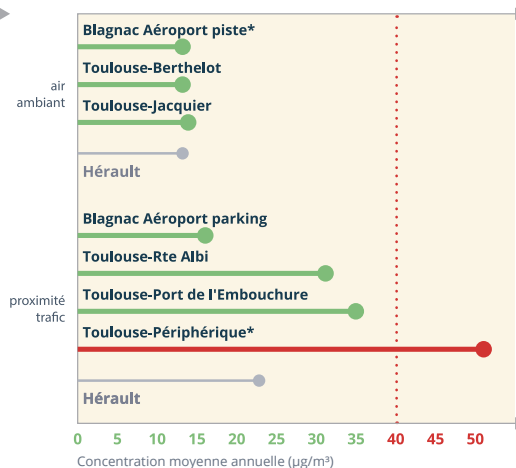 Blagnac Aéroport piste*
Toulouse-Berthelot
air
ambiant
Toulouse-Jacquier
Hérault
Blagnac Aéroport parking
Toulouse-Rte Albi
Toulouse-Port de l'Embouchure
proximité
trafic
Toulouse-Périphérique*
Hérault
0 5 10 15 20 25 30 35 40 45 50
Concentration moyenne annuelle (µg/m³)